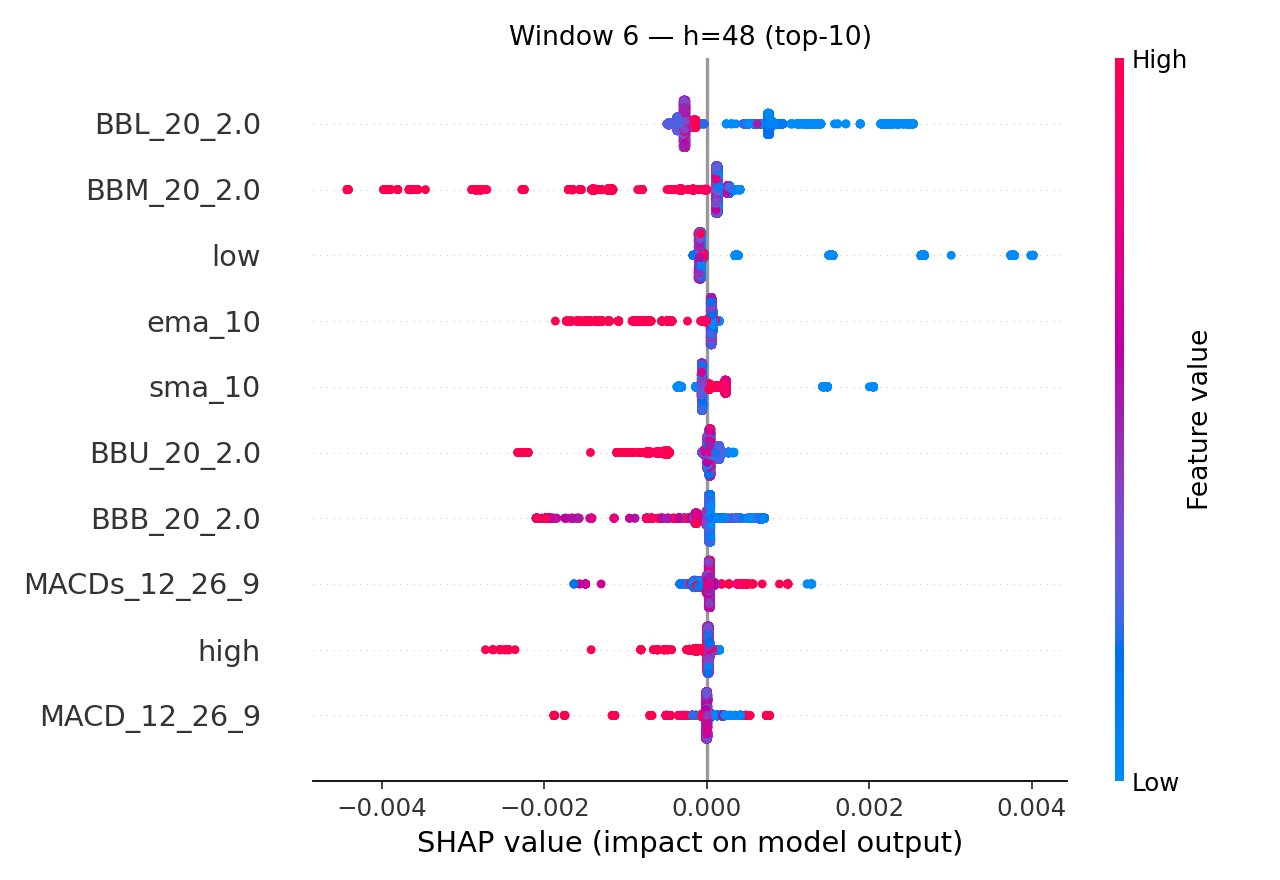 Window 6 — h=48 (top-10)
High
BBL_20_2.0
BBM_20_2.0
low
ema_10
sma_10
BBU_20_2.0
BBB_20_2.0
MACDs_12_26_9
high
MACD_12_26_9
Feature value
Low
−0.004 −0.002 0.000 0.002 0.004
SHAP value (impact on model output)